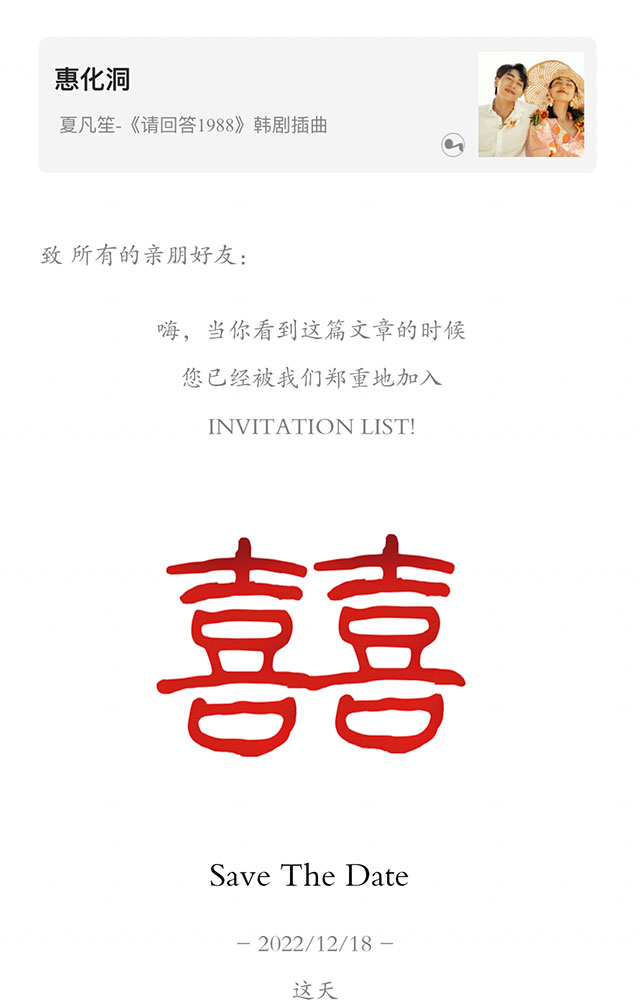 惠化洞
夏凡笙-《请回答1988》韩剧插曲
致 所有的亲朋好友：
嗨，当你看到这篇文章的时候
您已经被我们郑重地加入
INVITATION LIST!
囍
Save The Date
- 2022/12/18 -
这天